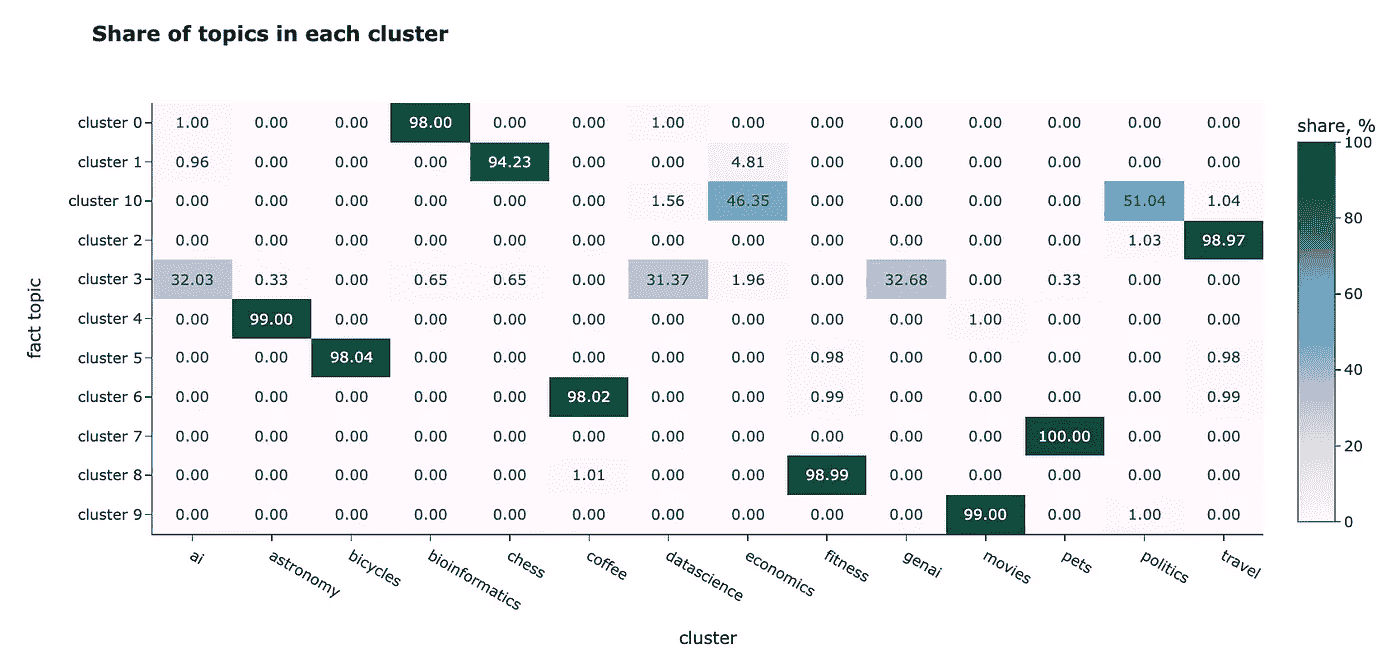 Share of topics in each cluster
share, %
cluster 0 1.00 0.00 0.00 98.00 0.00 0.00 1.00 0.00 0.00 0.00 0.00 0.00 0.00 0.00 100
cluster 1 0.96 0.00 0.00 0.00 94.23 0.00 0.00 4.81 0.00 0.00 0.00 0.00 0.00 0.00
cluster 10 0.00 0.00 0.00 0.00 0.00 0.00 1.56 46.35 0.00 0.00 0.00 0.00 51.04 1.04 80
cluster 2 0.00 0.00 0.00 0.00 0.00 0.00 0.00 0.00 0.00 0.00 0.00 0.00 1.03 98.97
cluster 3 32.03 0.33 0.00 0.65 0.65 0.00 31.37 1.96 0.00 32.68 0.00 0.33 0.00 0.00 60
cluster 4 0.00 99.00 0.00 0.00 0.00 0.00 0.00 0.00 0.00 0.00 1.00 0.00 0.00 0.00
cluster 5 0.00 0.00 98.04 0.00 0.00 0.00 0.00 0.00 0.98 0.00 0.00 0.00 0.00 0.98 40
cluster 6 0.00 0.00 0.00 0.00 0.00 98.02 0.00 0.00 0.99 0.00 0.00 0.00 0.00 0.99
cluster 7 0.00 0.00 0.00 0.00 0.00 0.00 0.00 0.00 0.00 0.00 0.00 100.00 0.00 0.00 20
cluster 8 0.00 0.00 0.00 0.00 0.00 1.01 0.00 0.00 98.99 0.00 0.00 0.00 0.00 0.00
cluster 9 0.00 0.00 0.00 0.00 0.00 0.00 0.00 0.00 0.00 0.00 99.00 0.00 1.00 0.00 0
fact topic
ai astronomy bicycles bioinformatics chess coffee datascience economics fitness genai movies pets politics travel
cluster